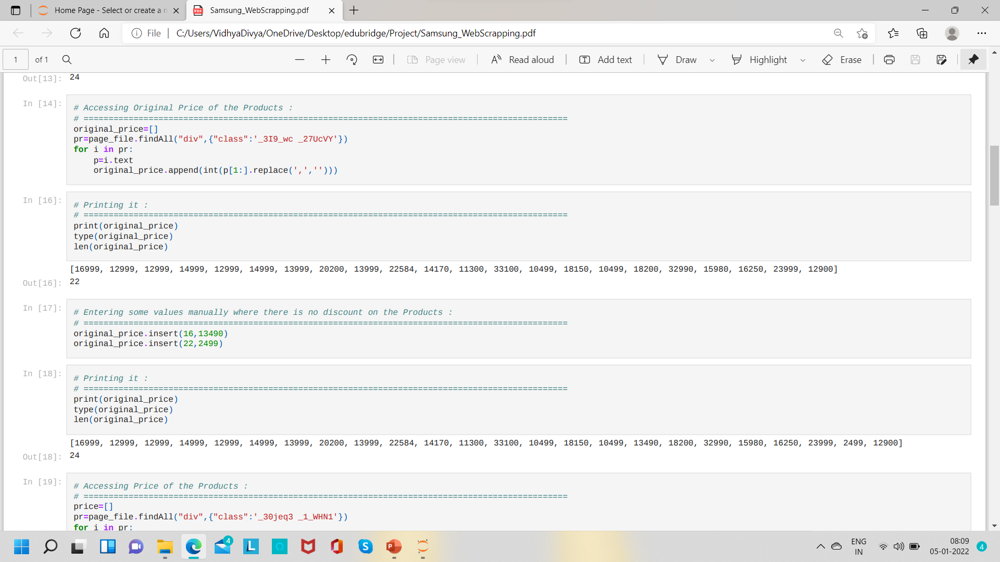 Home Page - Select or create a n
Samsung_WebScrapping.pdf
File
C:/Users/VidhyaDivya/OneDrive/Desktop/edubridge/Project/Samsung_WebScrapping.pdf
1 of 1
Page view
Read aloud
Add text
Draw
Highlight
Erase
Out[13]: 24
In [14]:
# Accessing Original Price of the Products :
# =================================================================================================
original_price=[]
pr=page_file.findAll("div",{"class":'_3I9_wc _27UcVY'})
for i in pr:
    p=i.text
    original_price.append(int(p[1:].replace(',','')))
In [16]:
# Printing it :
# =================================================================================================
print(original_price)
type(original_price)
len(original_price)
[16999, 12999, 12999, 14999, 12999, 14999, 13999, 20200, 13999, 22584, 14170, 11300, 33100, 10499, 18150, 10499, 18200, 32990, 15980, 16250, 23999, 12900]
Out[16]: 22
In [17]:
# Entering some values manually where there is no discount on the Products :
# =================================================================================================
original_price.insert(16,13490)
original_price.insert(22,2499)
In [18]:
# Printing it :
# =================================================================================================
print(original_price)
type(original_price)
len(original_price)
[16999, 12999, 12999, 14999, 12999, 14999, 13999, 20200, 13999, 22584, 14170, 11300, 33100, 10499, 18150, 10499, 13490, 18200, 32990, 15980, 16250, 23999, 2499, 12900]
Out[18]: 24
In [19]:
# Accessing Price of the Products :
# =================================================================================================
price=[]
pr=page_file.findAll("div",{"class":'_30jeq3 _1_WHN1'})
for i in pr:
4
L
S
P
ENG
IN
08:09
05-01-2022
4